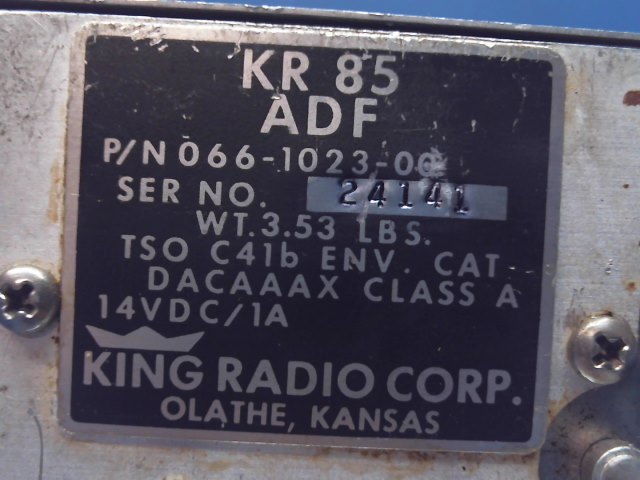 KR 85
ADF
P/N 066-1023-00
SER NO. 24141
WT. 3.53 LBS.
TSO C41b ENV. CAT.
DACAAAX CLASS A
14VDC/1A
KING RADIO CORP.
OLATHE, KANSAS